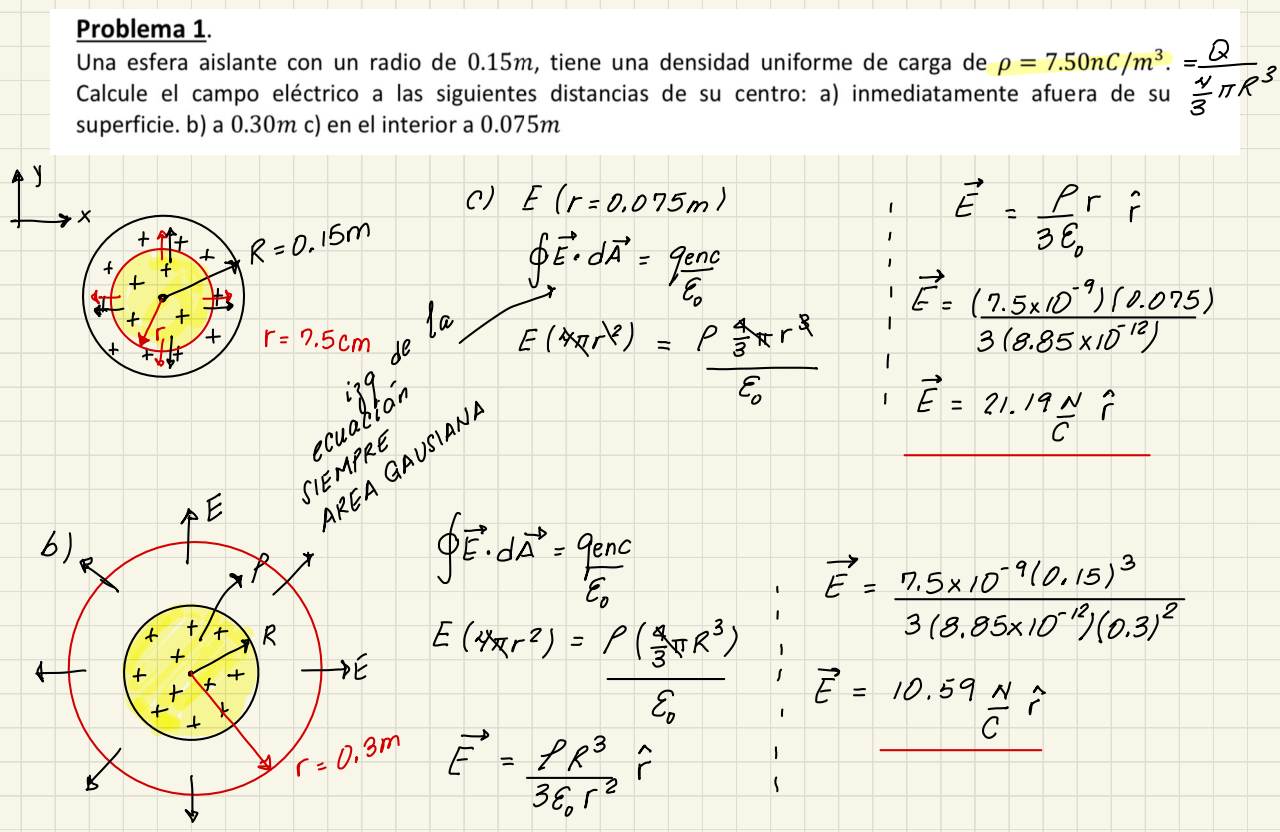 Problema 1.
Una esfera aislante con un radio de 0.15m, tiene una densidad uniforme de carga de ρ = 7.50nC/m³. = Q / (4/3 πR³)
Calcule el campo eléctrico a las siguientes distancias de su centro: a) inmediatamente afuera de su
superficie. b) a 0.30m c) en el interior a 0.075m
y
x
+ + + + + + + + + + +
R = 0.15m
r
r = 7.5cm
c) E (r = 0.075m)
∮E⃗ · dA⃗ = qenc / ε₀
E (4πr²) = ρ 4/3 π r³ / ε₀
de la
izq
ecuación
SIEMPRE
AREA GAUSIANA
E⃗ = ρ r / 3ε₀ r̂
E⃗ = (7.5x10⁻⁹)(0.075) / 3(8.85x10⁻¹²)
E⃗ = 21.19 N/C r̂
b)
E
ρ
R
+ + + + + + + + + + +
E
r = 0.3m
∮E⃗ · dA⃗ = qenc / ε₀
E (4πr²) = ρ(4/3 πR³) / ε₀
E⃗ = ρR³ / 3ε₀r² r̂
E⃗ = 7.5x10⁻⁹(0.15)³ / 3(8.85x10⁻¹²)(0.3)²
E⃗ = 10.59 N/C r̂